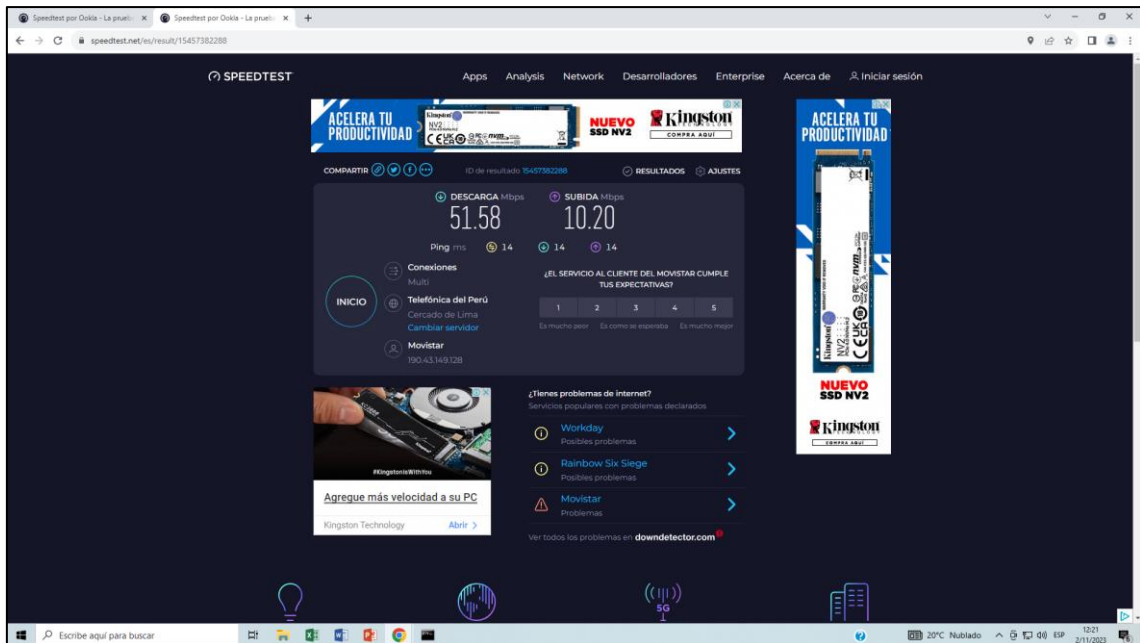 Speedtest por Ookla - La prueb
Speedtest por Ookla - La prueb
speedtest.net/es/result/15457382288
SPEEDTEST
Apps Analysis Network Desarrolladores Enterprise Acerca de Iniciar sesión
ACELERA TU
PRODUCTIVIDAD
Kingston
NV2
NUEVO
SSD NV2
Kingston
TECHNOLOGY
COMPRA AQUÍ
COMPARTIR
ID de resultado 15457382288
RESULTADOS
AJUSTES
DESCARGA Mbps
51.58
SUBIDA Mbps
10.20
Ping ms 14 14 14
INICIO
Conexiones
Multi
Telefónica del Perú
Cercado de Lima
Cambiar servidor
Movistar
190.43.149.128
¿EL SERVICIO AL CLIENTE DEL MOVISTAR CUMPLE
TUS EXPECTATIVAS?
1 2 3 4 5
Es mucho peor Es como se esperaba Es mucho mejor
ACELERA TU
PRODUCTIVIDAD
Kingston
NV2
NUEVO
SSD NV2
Kingston
COMPRA AQUÍ
#KingstonIsWithYou
Agregue más velocidad a su PC
Kingston Technology
Abrir >
¿Tienes problemas de internet?
Servicios populares con problemas declarados
Workday
Posibles problemas
Rainbow Six Siege
Posibles problemas
Movistar
Problemas
Ver todos los problemas en downdetector.com
5G
Escribe aquí para buscar
20°C Nublado
ESP
12:21
2/11/2023